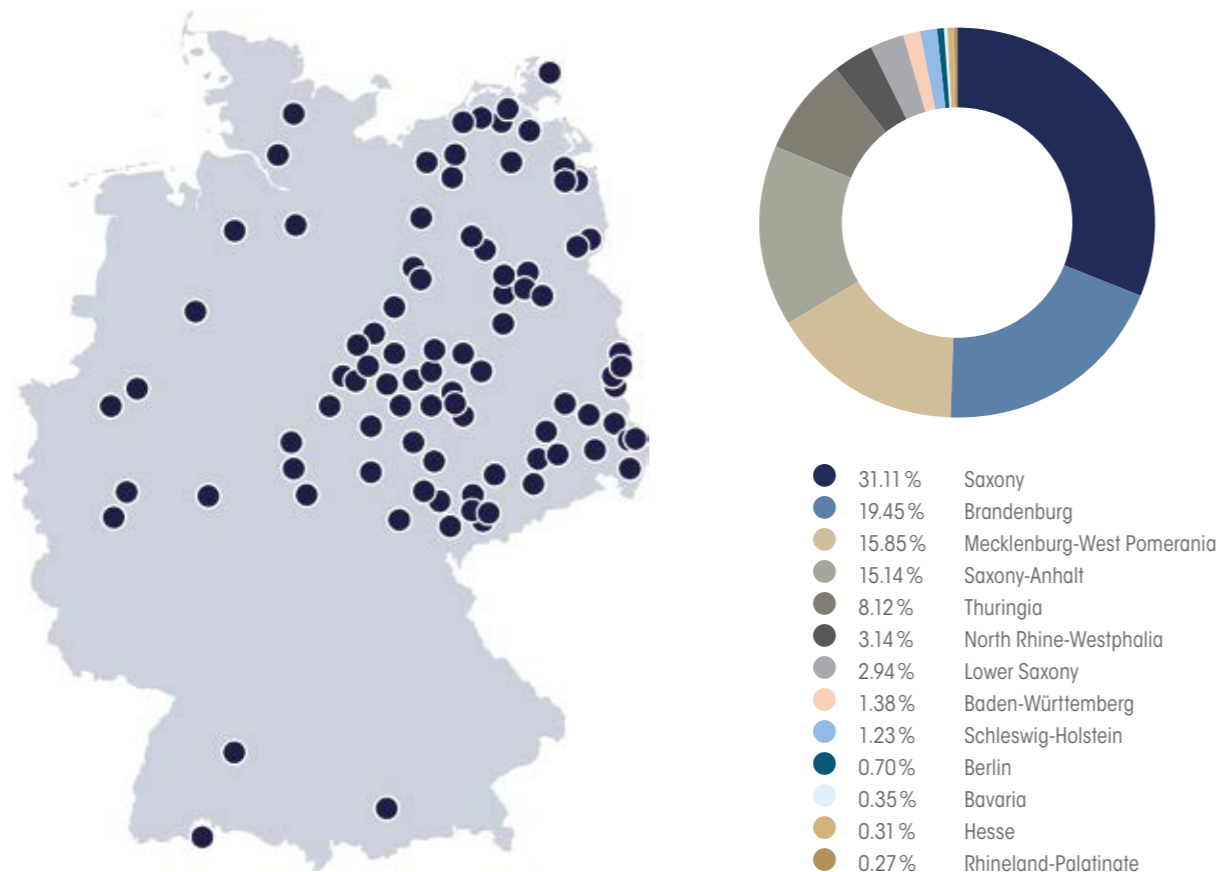 31.11 % Saxony
19.45 % Brandenburg
15.85 % Mecklenburg-West Pomerania
15.14 % Saxony-Anhalt
8.12 % Thuringia
3.14 % North Rhine-Westphalia
2.94 % Lower Saxony
1.38 % Baden-Württemberg
1.23 % Schleswig-Holstein
0.70 % Berlin
0.35 % Bavaria
0.31 % Hesse
0.27 % Rhineland-Palatinate